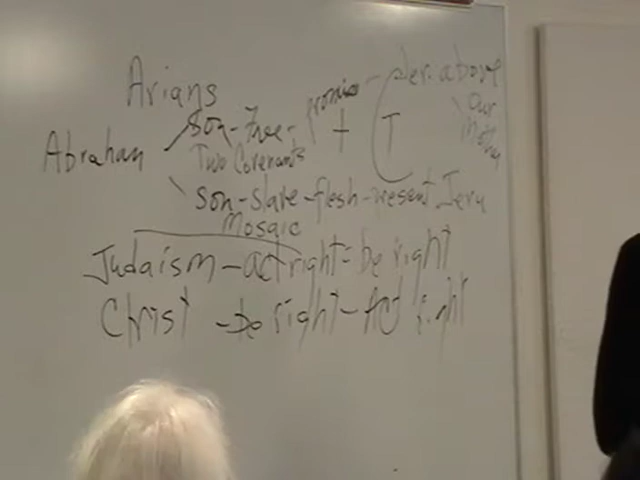 Arians
promise - Jer. above
Our
Mother
Abraham
son - Free -
Two Covenants
+ T
son - slave - flesh - present Jeru
Mosaic
Judaism - act right = be right
Christ - be right - Act right